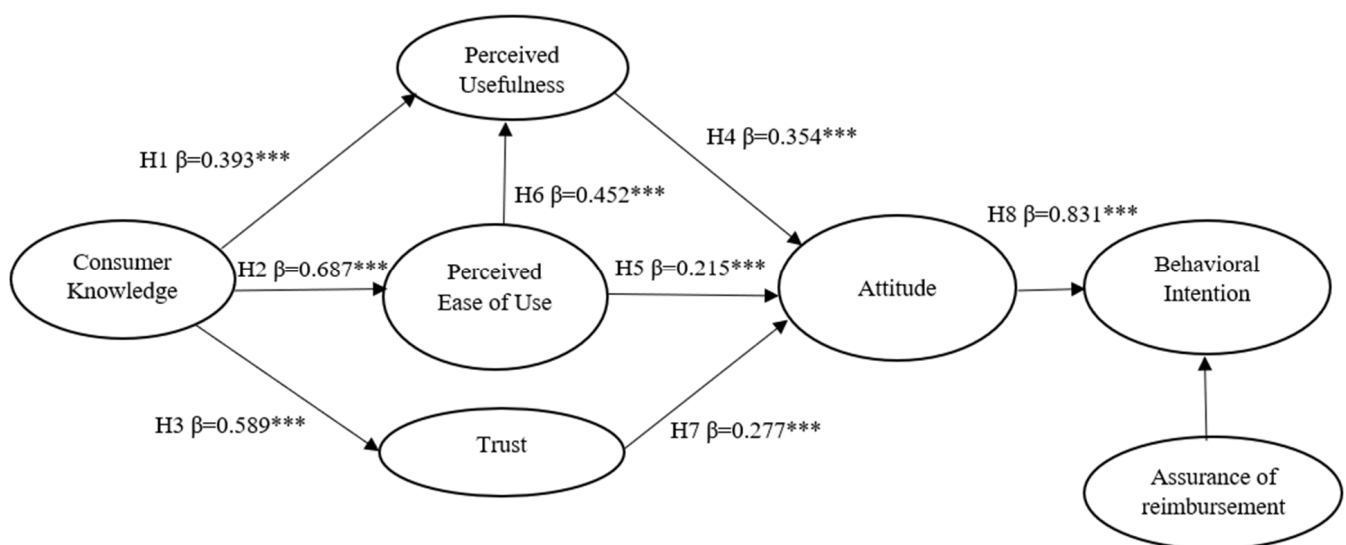 Perceived
Usefulness
H4 β=0.354***
H1 β=0.393***
H6 β=0.452***
H8 β=0.831***
Consumer
Knowledge
H2 β=0.687***
Perceived
Ease of Use
H5 β=0.215***
Attitude
Behavioral
Intention
H3 β=0.589***
Trust
H7 β=0.277***
Assurance of
reimbursement